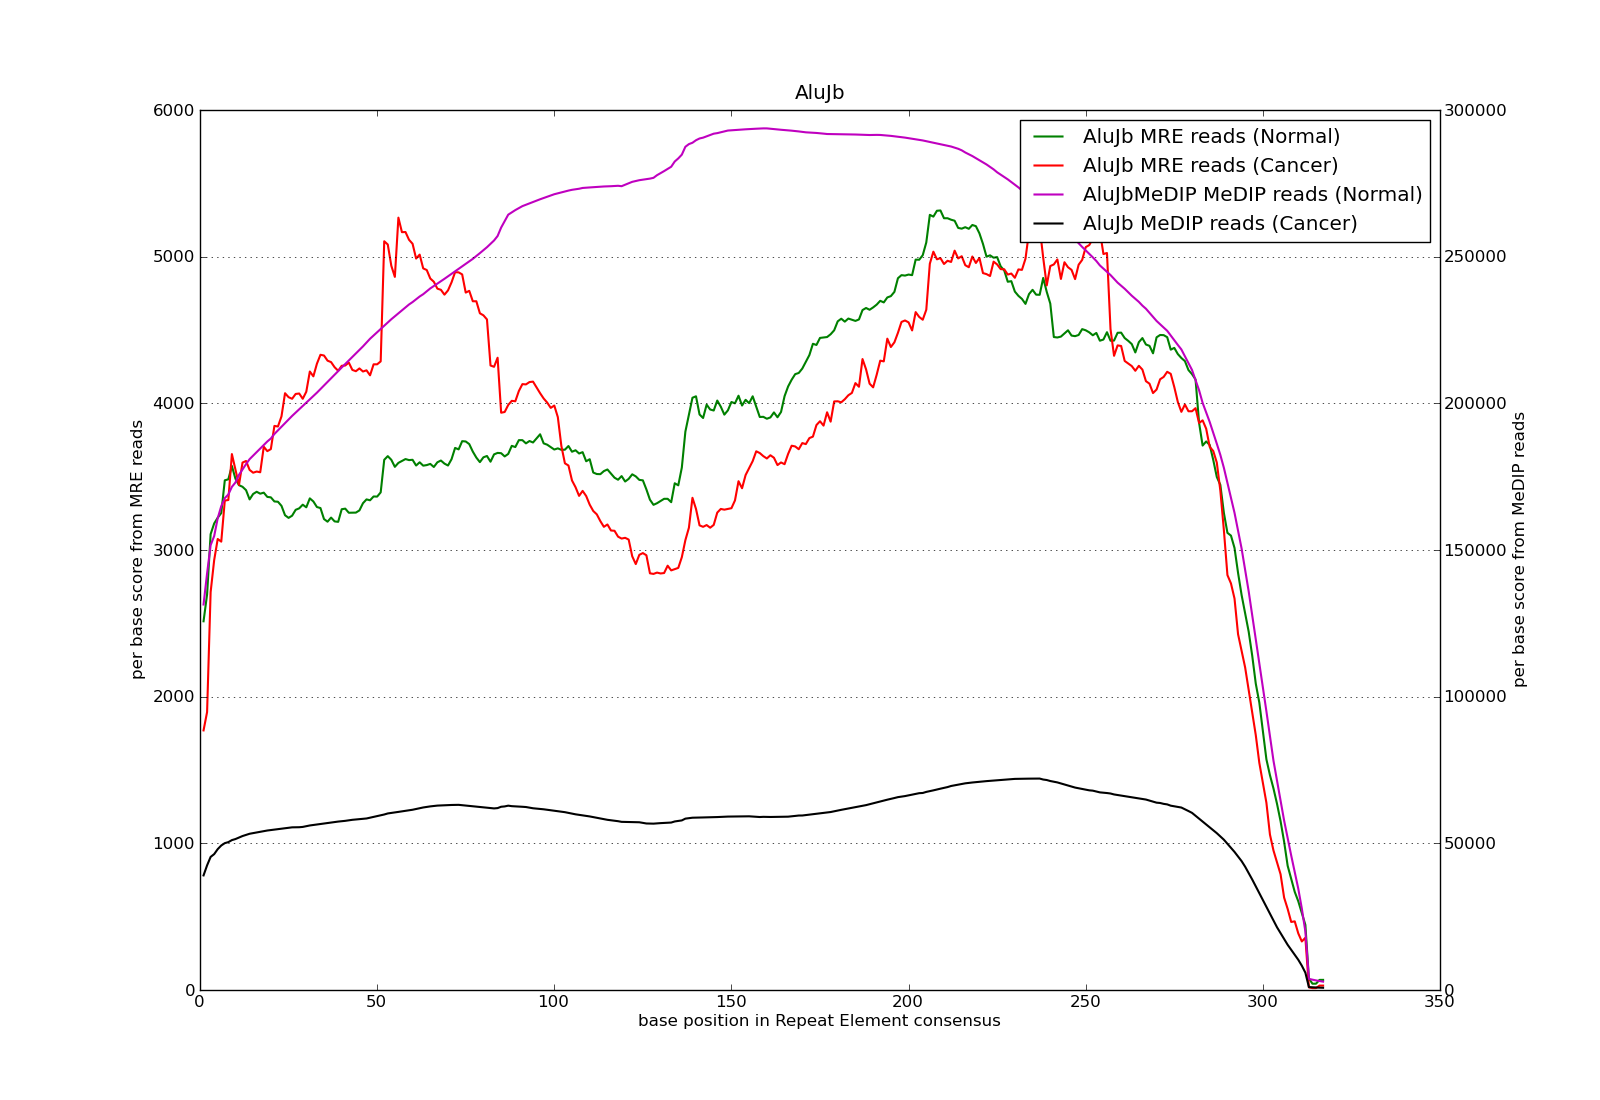 AluJb
6000
5000
4000
3000
2000
1000
0
per base score from MRE reads
300000
250000
200000
150000
100000
50000
0
per base score from MeDIP reads
AluJb MRE reads (Normal)
AluJb MRE reads (Cancer)
AluJbMeDIP MeDIP reads (Normal)
AluJb MeDIP reads (Cancer)
0 50 100 150 200 250 300 350
base position in Repeat Element consensus